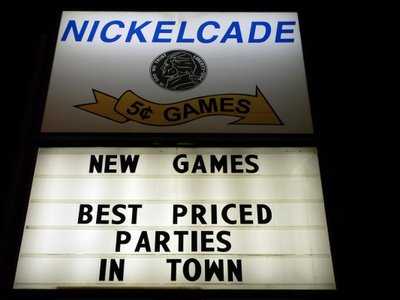 NICKELCADE
5¢ GAMES
NEW GAMES
BEST PRICED
PARTIES
IN TOWN